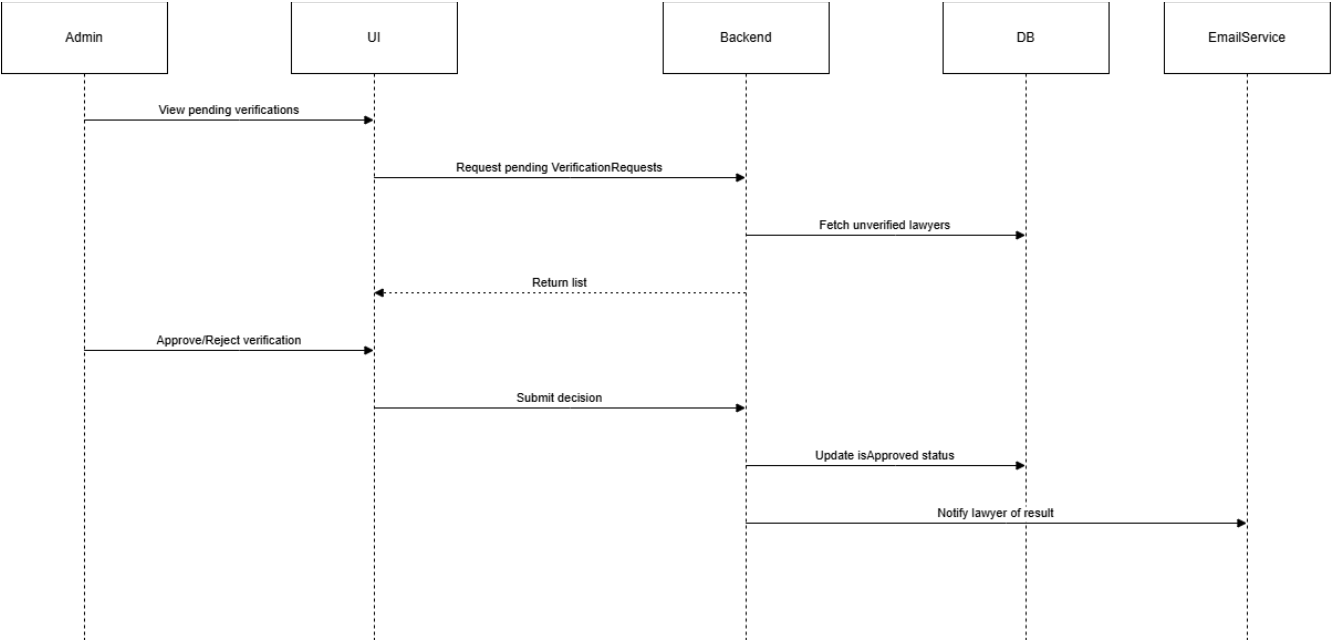 Admin
UI
Backend
DB
EmailService
View pending verifications
Request pending VerificationRequests
Fetch unverified lawyers
Return list
Approve/Reject verification
Submit decision
Update isApproved status
Notify lawyer of result